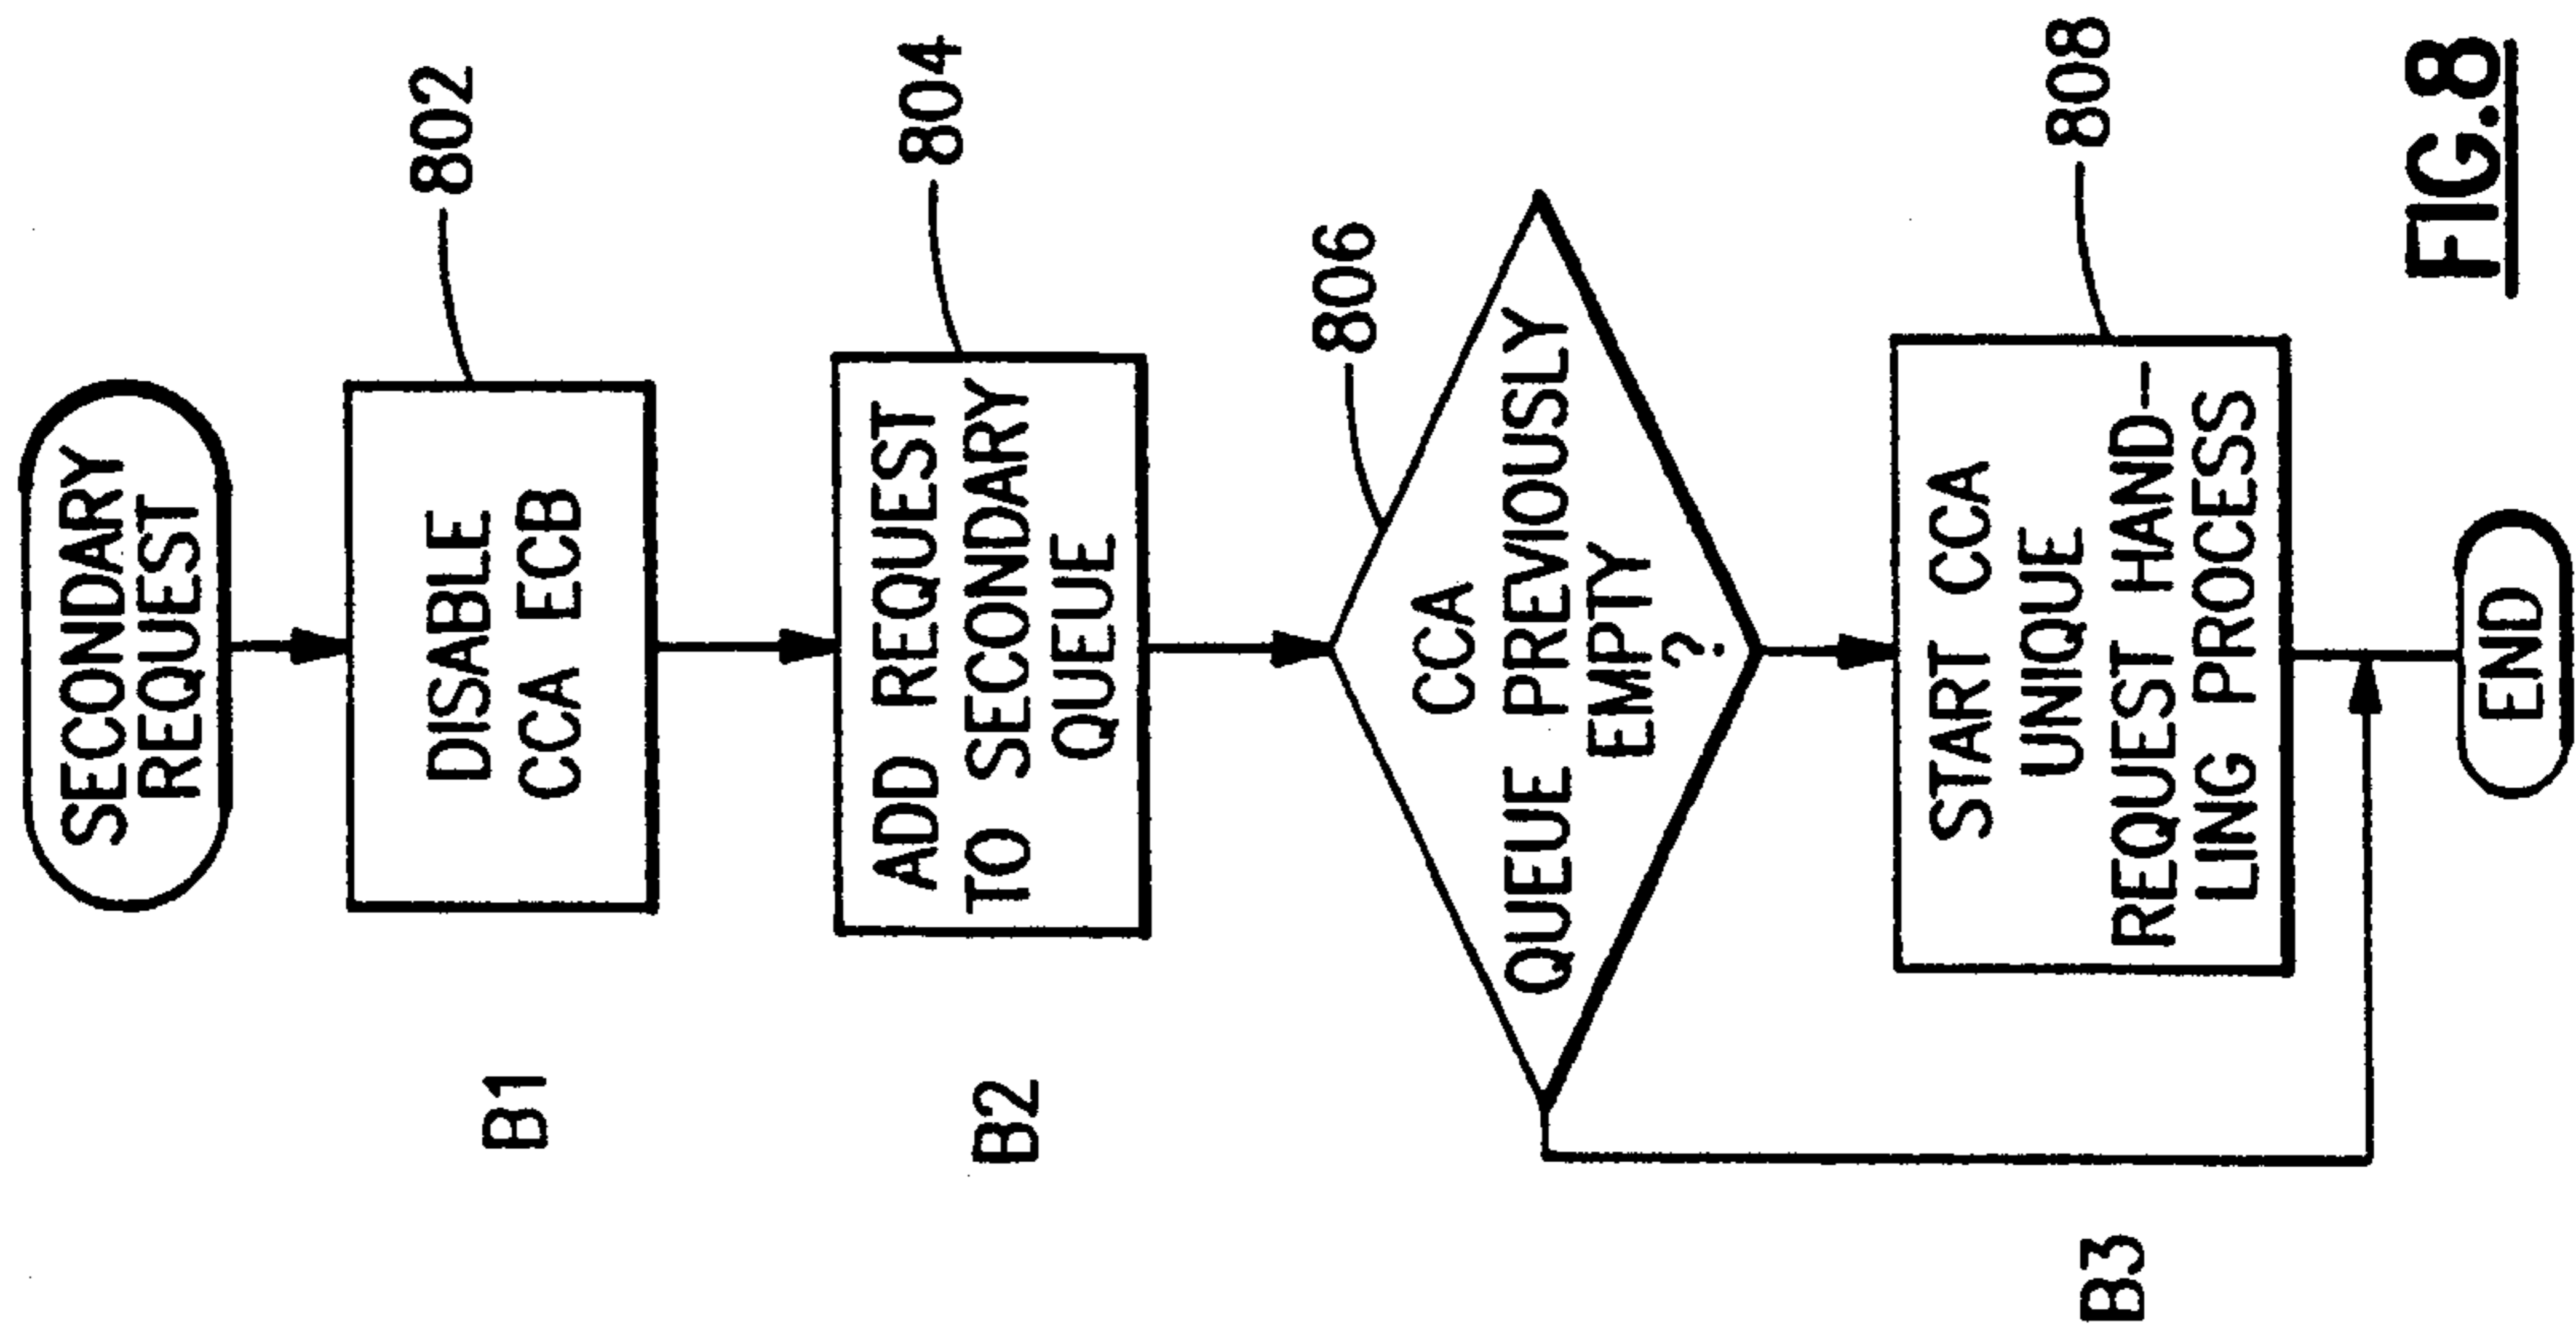 SECONDARY
REQUEST
802
DISABLE
CCA ECB
B1
804
ADD REQUEST
TO SECONDARY
QUEUE
B2
806
CCA
QUEUE PREVIOUSLY
EMPTY
?
808
START CCA
UNIQUE
REQUEST HAND-
LING PROCESS
B3
END
FIG.8